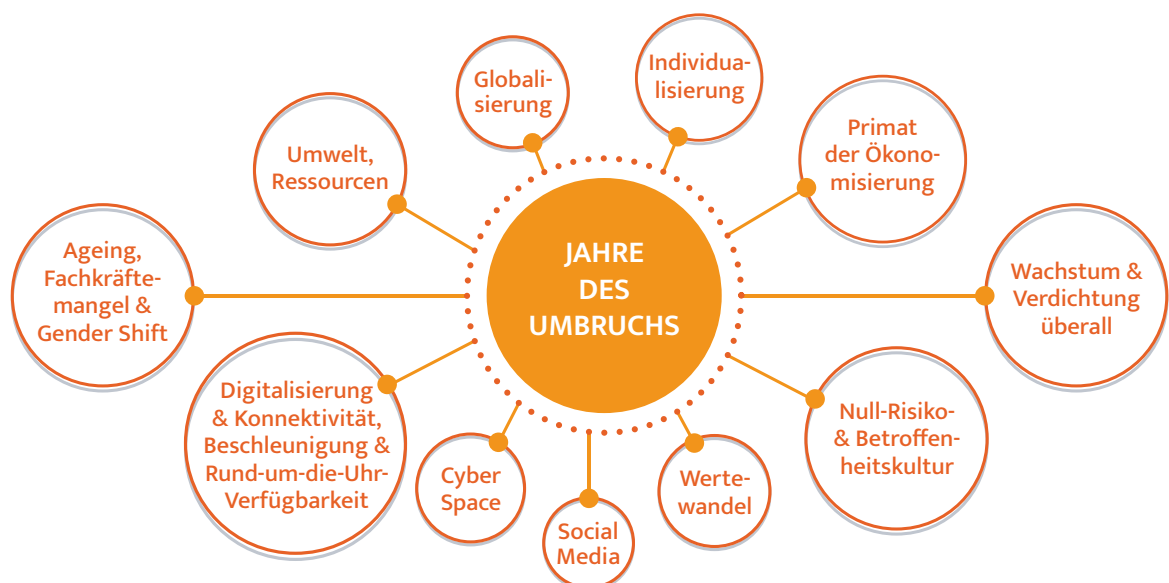 Globali-
sierung
Individua-
lisierung
Umwelt,
Ressourcen
Primat
der Ökono-
misierung
Ageing,
Fachkräfte-
mangel &
Gender Shift
JAHRE
DES
UMBRUCHS
Wachstum &
Verdichtung
überall
Digitalisierung
& Konnektivität,
Beschleunigung &
Rund-um-die-Uhr-
Verfügbarkeit
Cyber
Space
Social
Media
Werte-
wandel
Null-Risiko-
& Betroffen-
heitskultur